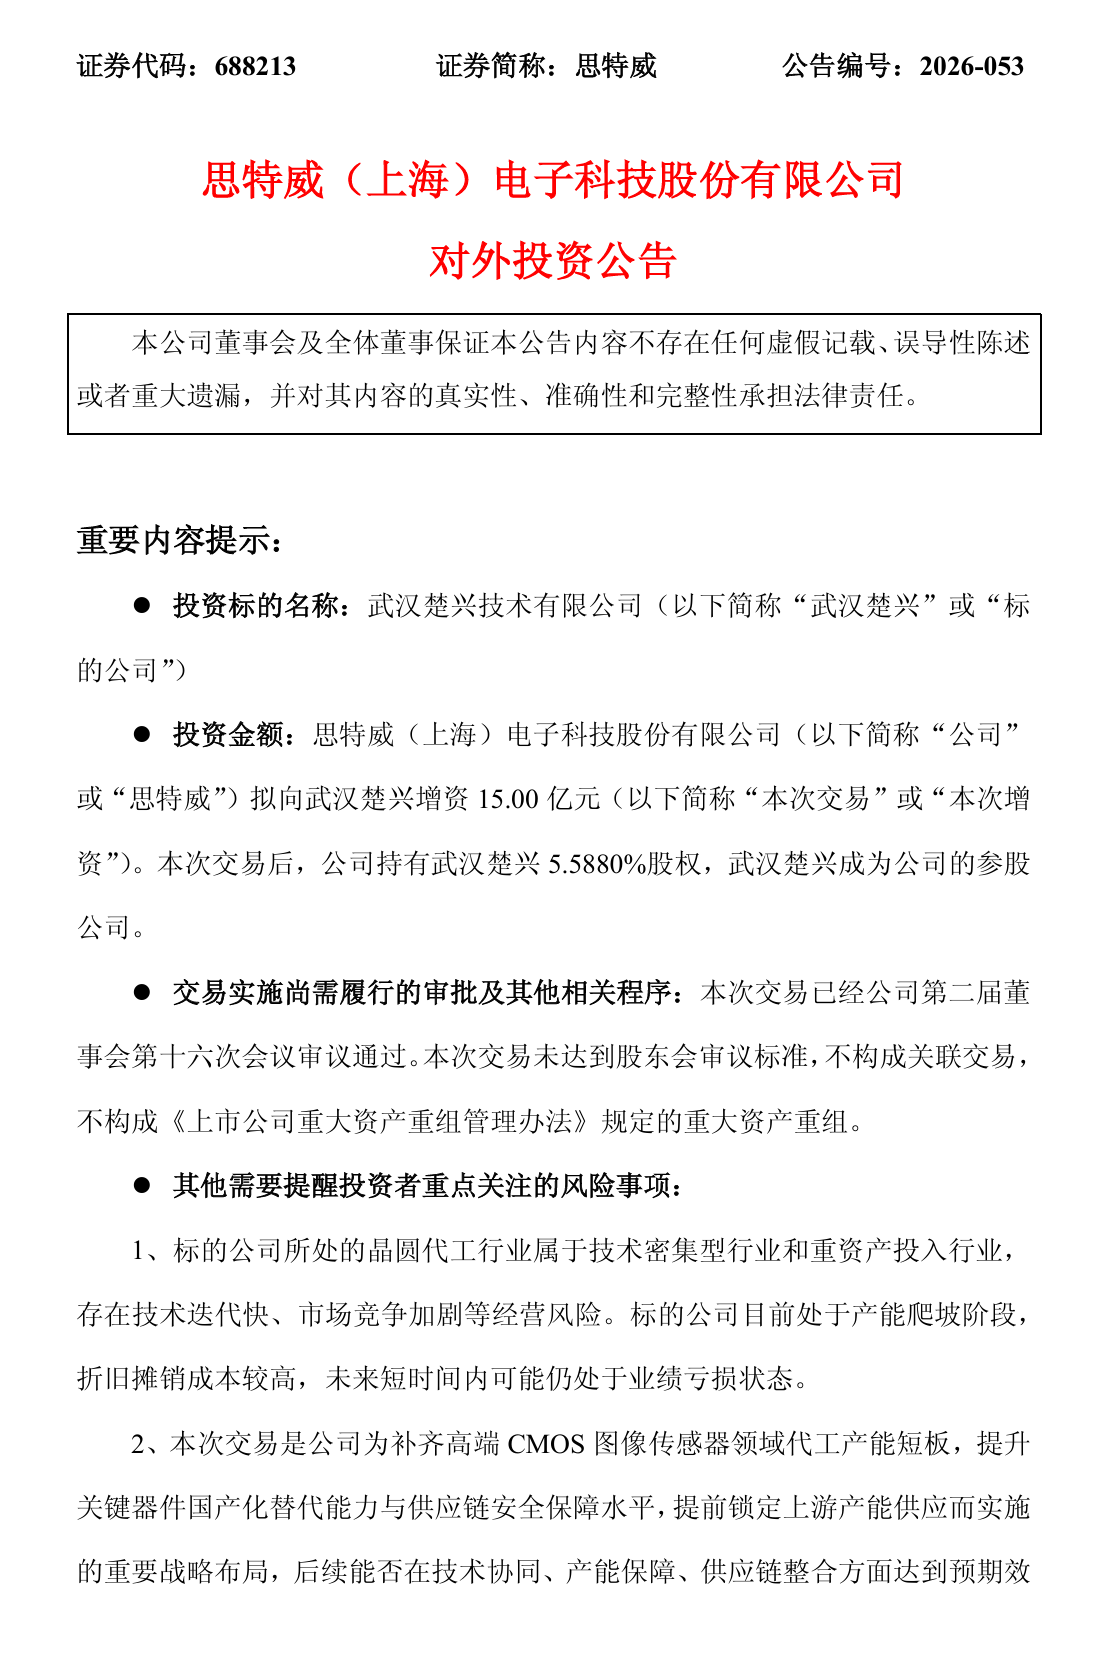 证券代码：688213 证券简称：思特威 公告编号：2026-053
思特威（上海）电子科技股份有限公司
对外投资公告
本公司董事会及全体董事保证本公告内容不存在任何虚假记载、误导性陈述
或者重大遗漏，并对其内容的真实性、准确性和完整性承担法律责任。
重要内容提示：
● 投资标的名称：武汉楚兴技术有限公司（以下简称“武汉楚兴”或“标
的公司”）
● 投资金额：思特威（上海）电子科技股份有限公司（以下简称“公司”
或“思特威”）拟向武汉楚兴增资 15.00 亿元（以下简称“本次交易”或“本次增
资”）。本次交易后，公司持有武汉楚兴 5.5880%股权，武汉楚兴成为公司的参股
公司。
● 交易实施尚需履行的审批及其他相关程序：本次交易已经公司第二届董
事会第十六次会议审议通过。本次交易未达到股东会审议标准，不构成关联交易，
不构成《上市公司重大资产重组管理办法》规定的重大资产重组。
● 其他需要提醒投资者重点关注的风险事项：
1、标的公司所处的晶圆代工行业属于技术密集型行业和重资产投入行业，
存在技术迭代快、市场竞争加剧等经营风险。标的公司目前处于产能爬坡阶段，
折旧摊销成本较高，未来短时间内可能仍处于业绩亏损状态。
2、本次交易是公司为补齐高端 CMOS 图像传感器领域代工产能短板，提升
关键器件国产化替代能力与供应链安全保障水平，提前锁定上游产能供应而实施
的重要战略布局，后续能否在技术协同、产能保障、供应链整合方面达到预期效